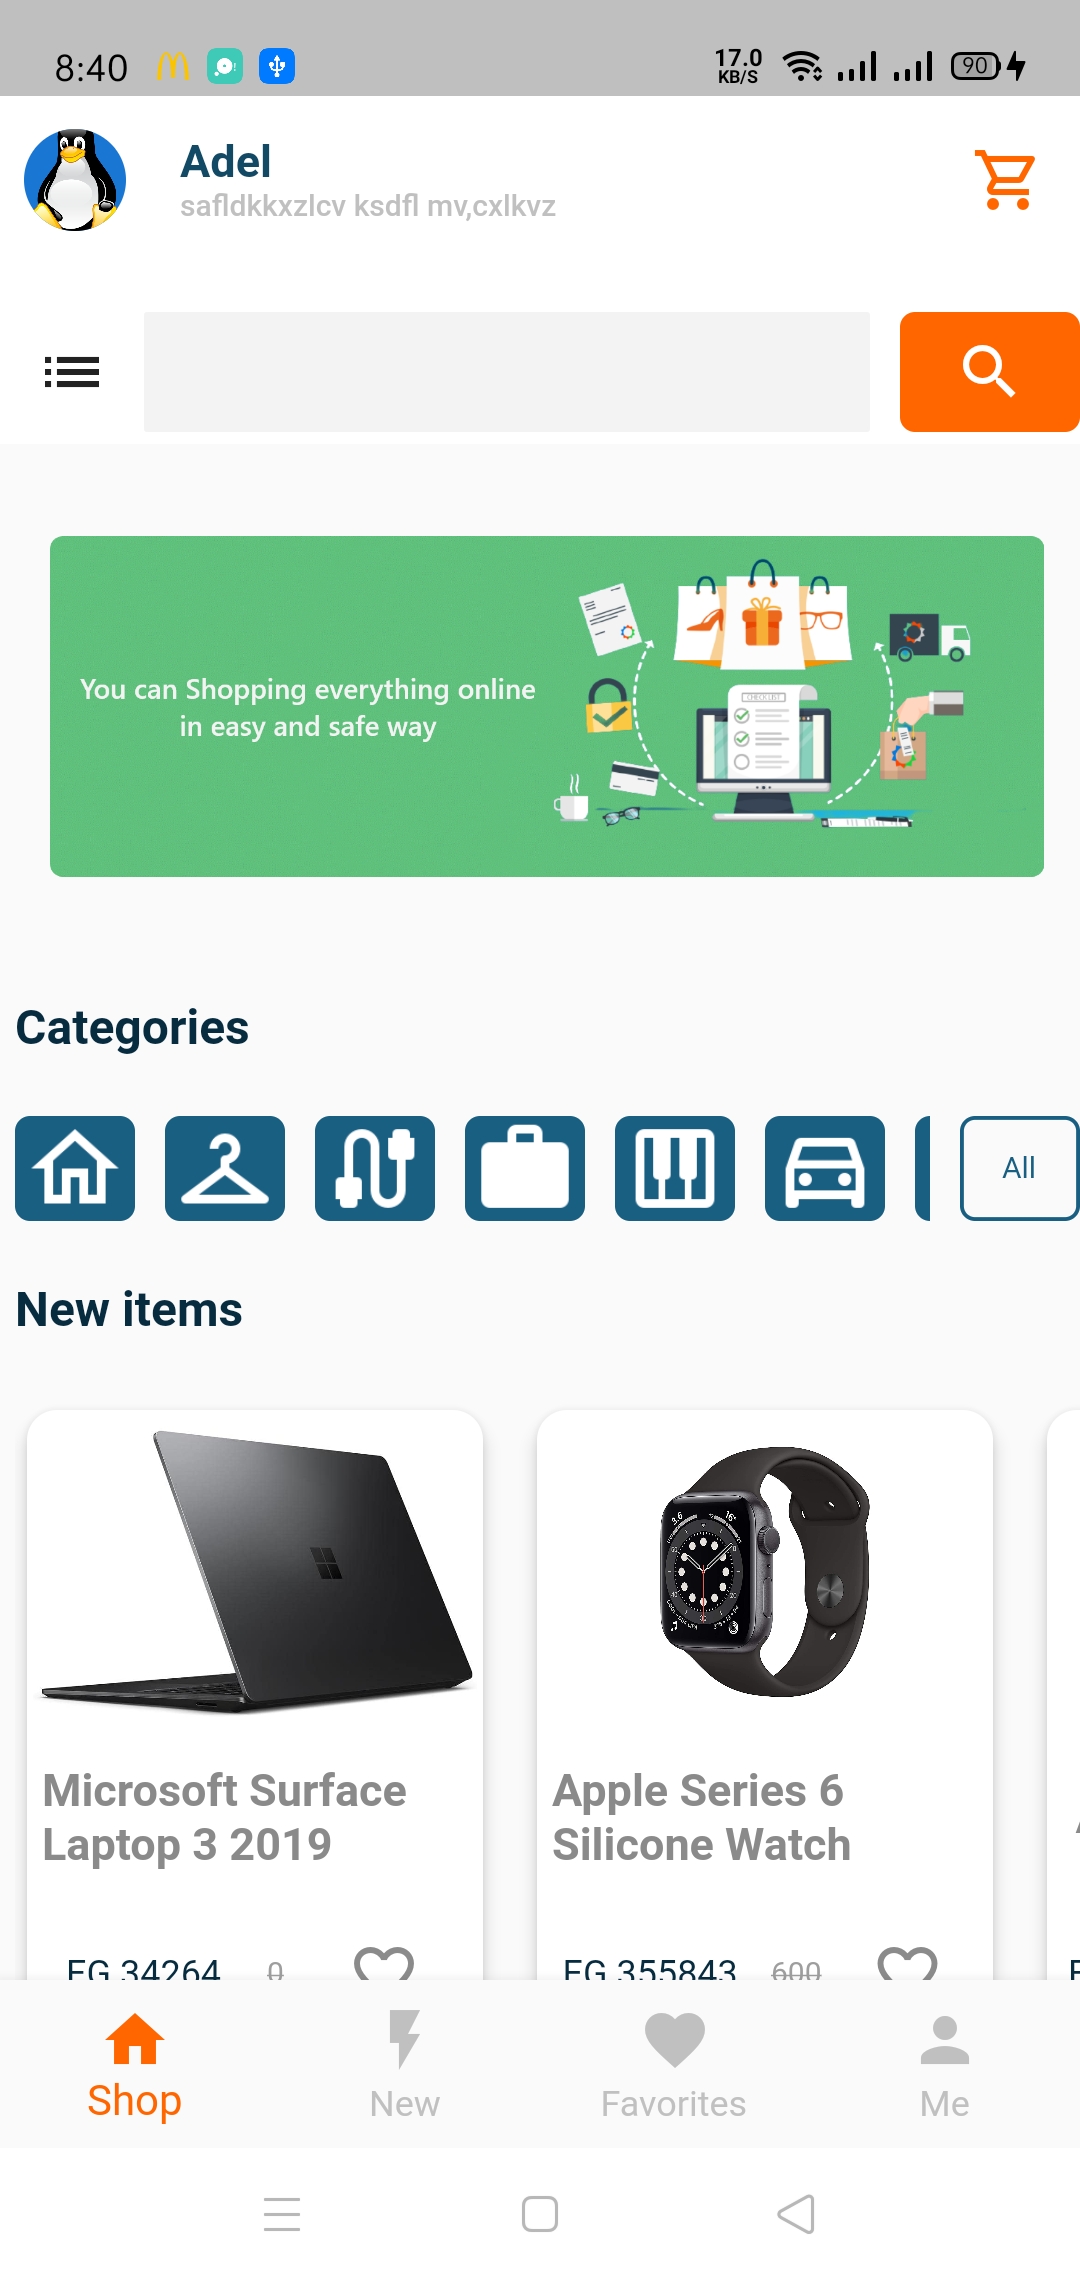 8:40
17.0
KB/S
90
Adel
safldkkxzlcv ksdfl mv,cxlkvz
You can Shopping everything online
in easy and safe way
CHECKLIST
Categories
All
New items
Microsoft Surface
Laptop 3 2019
Apple Series 6
Silicone Watch
EG 34264 0
EG 355843 600
Shop
New
Favorites
Me